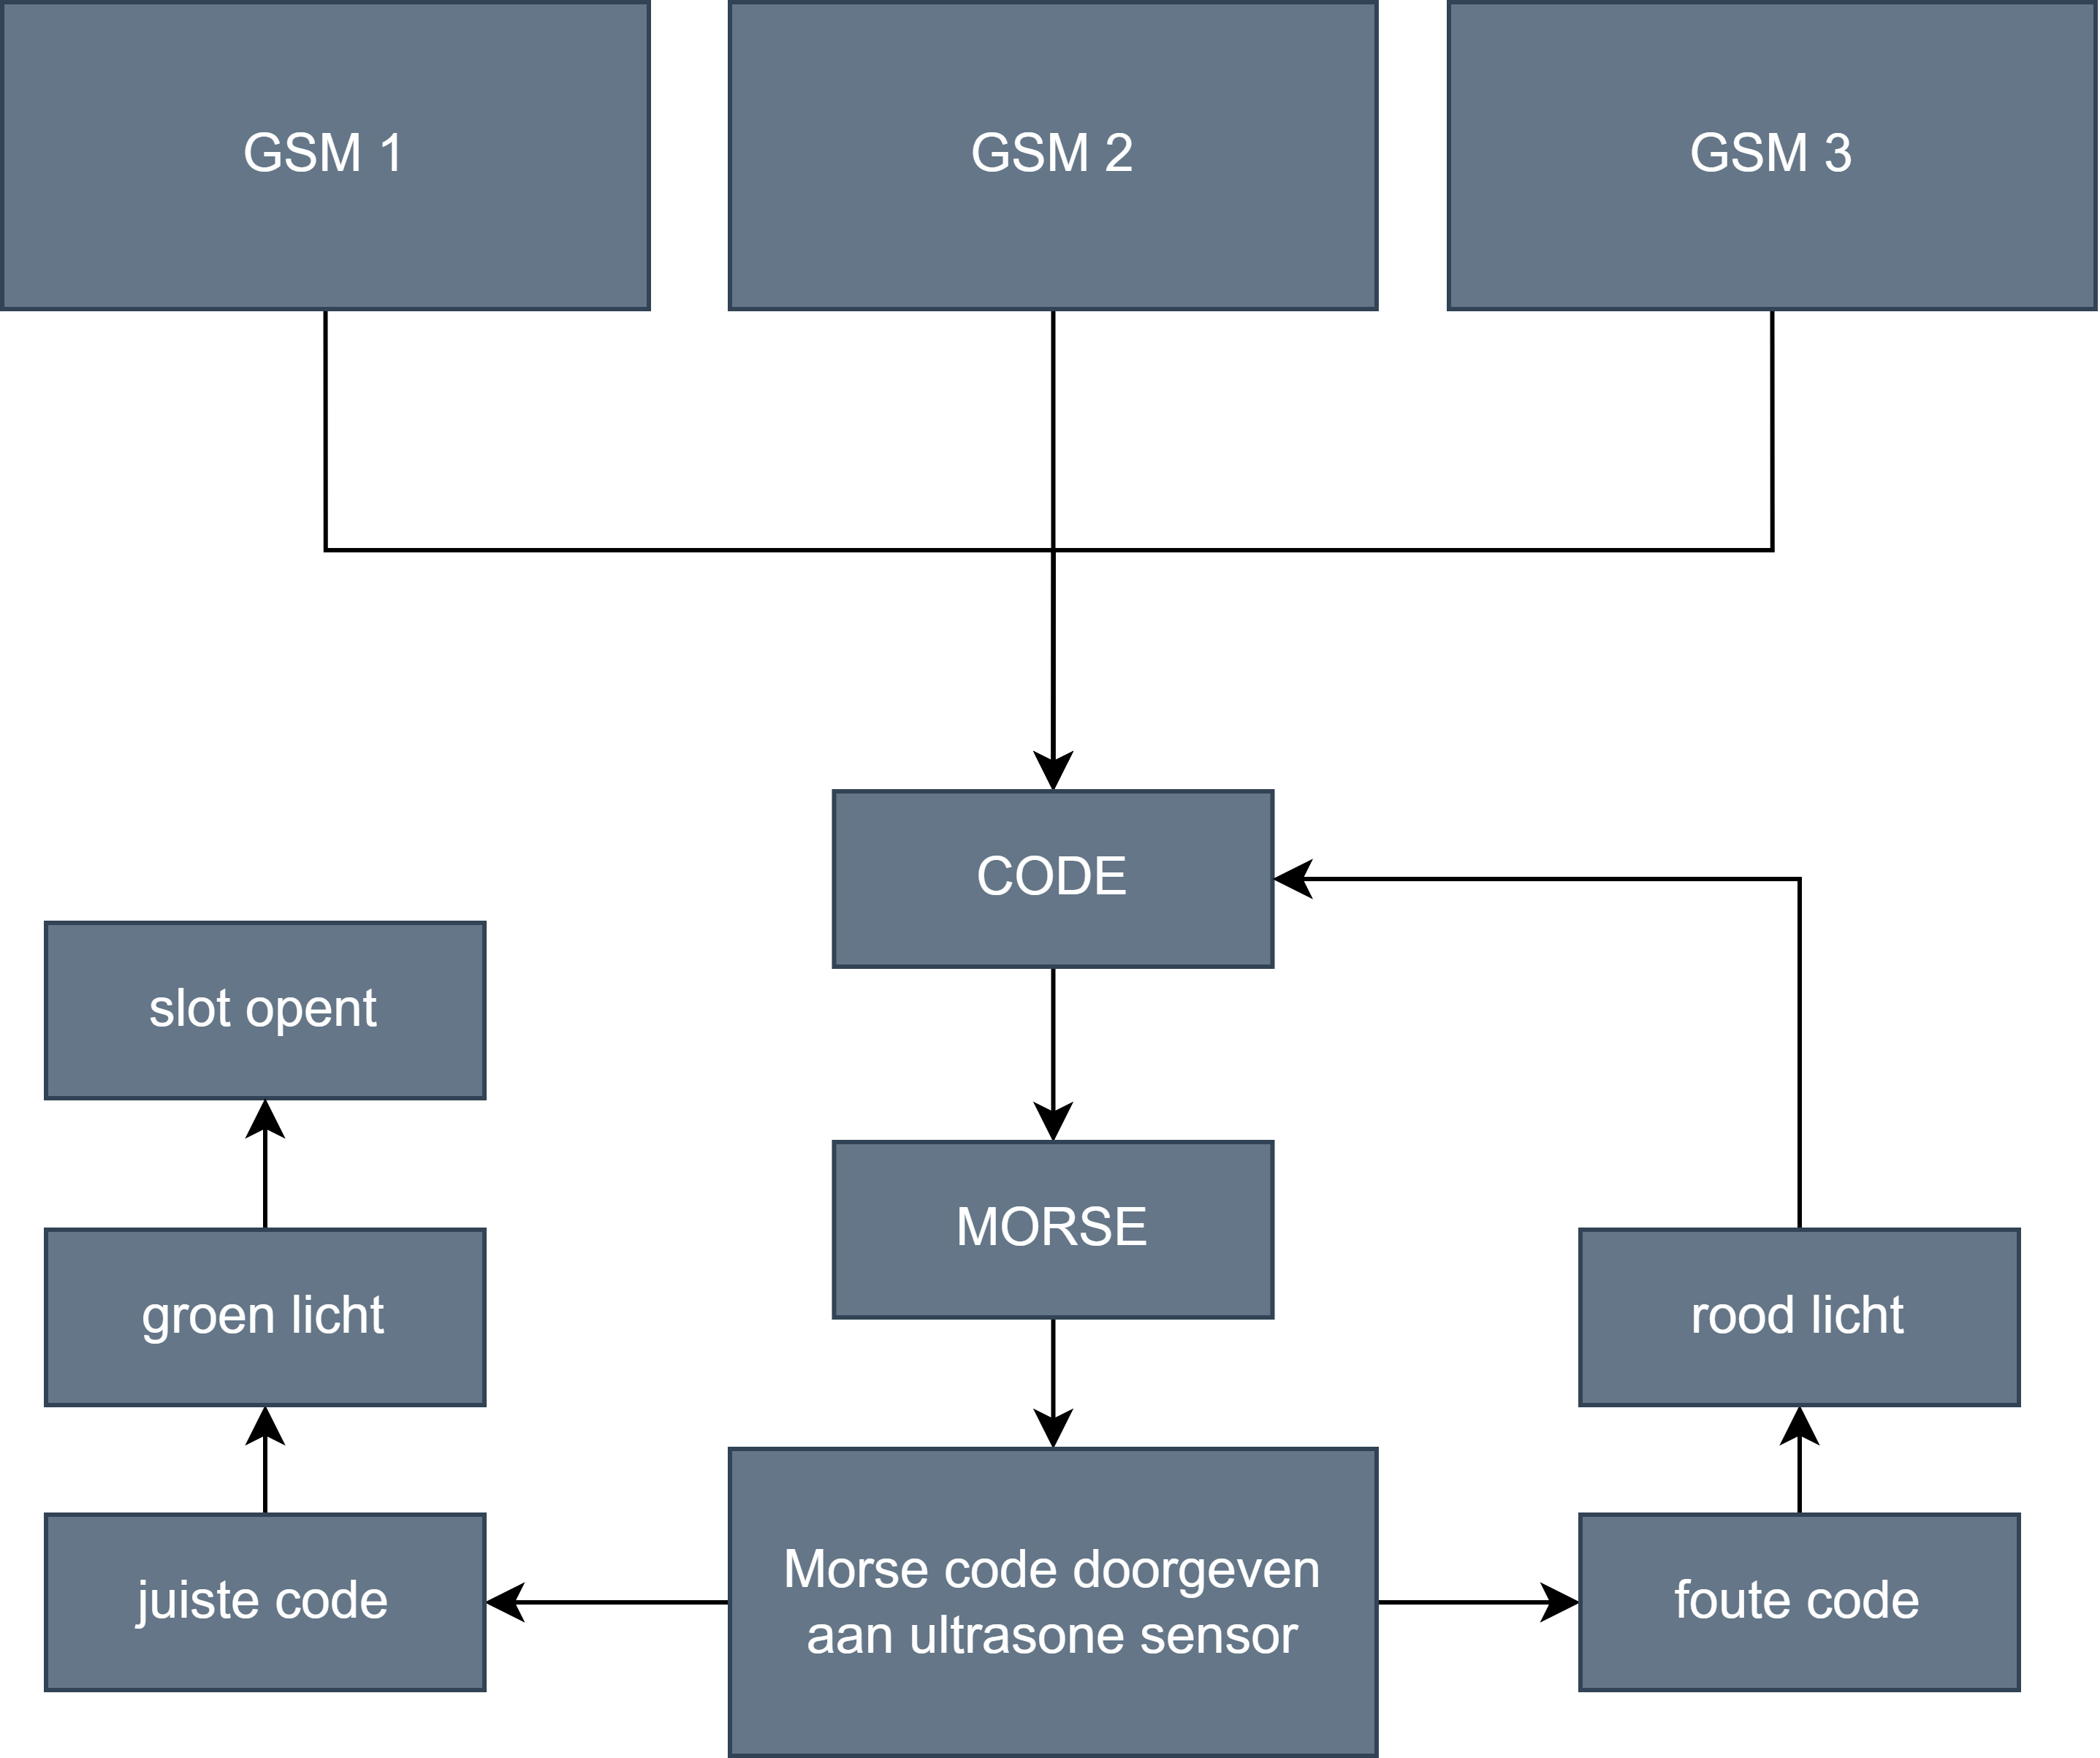 GSM 1
GSM 2
GSM 3
CODE
slot opent
MORSE
groen licht
rood licht
juiste code
Morse code doorgeven
aan ultrasone sensor
foute code